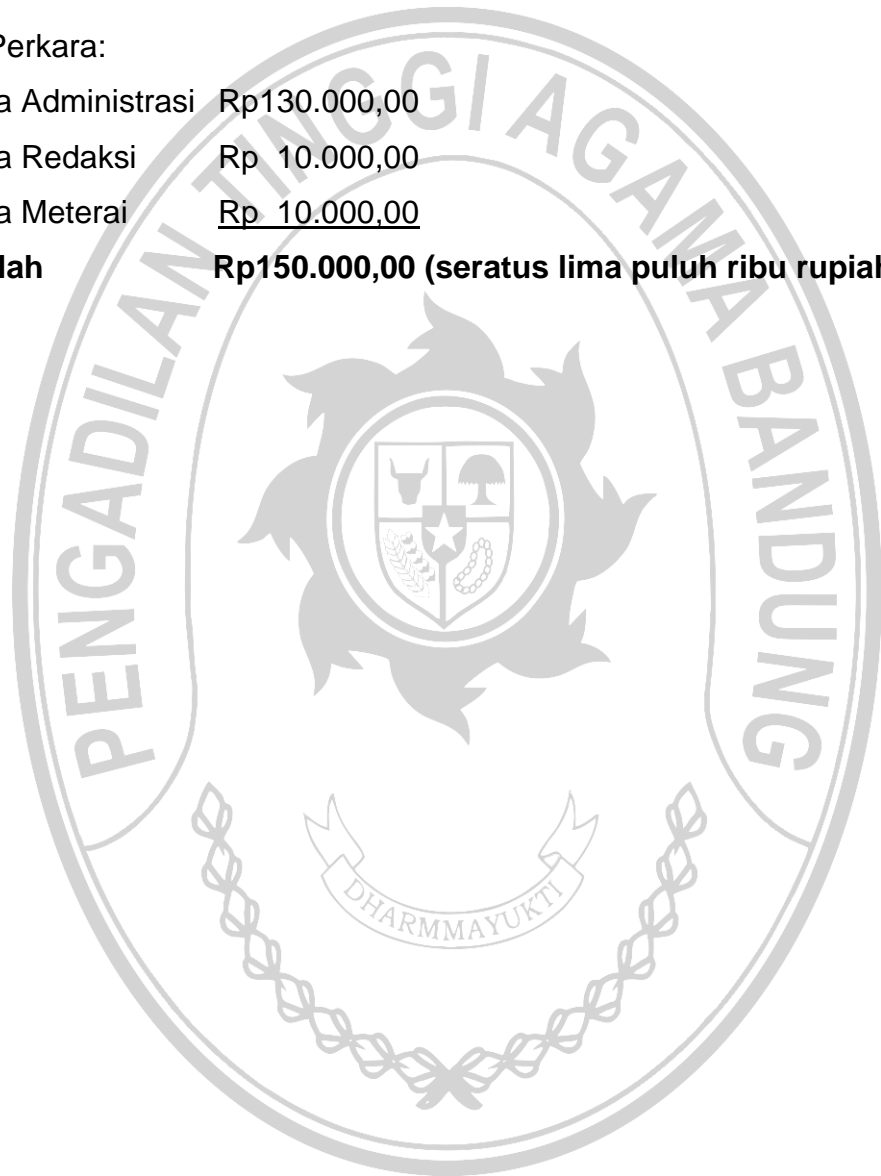 Perkara:
a Administrasi Rp130.000,00
a Redaksi Rp 10.000,00
a Meterai Rp 10.000,00
lah Rp150.000,00 (seratus lima puluh ribu rupiah
PENGADILAN TINGGI AGAMA BANDUNG
DHARMMAYUKTI